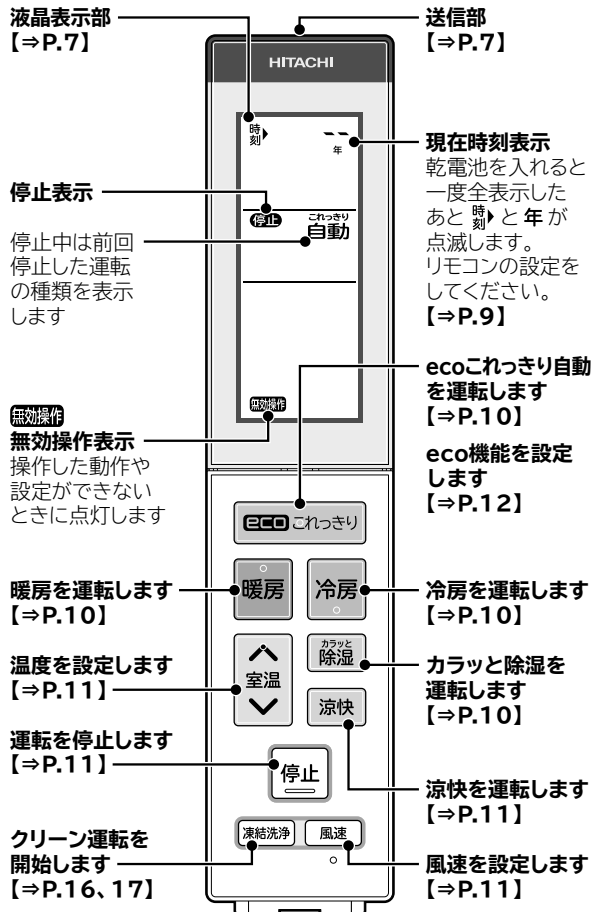 液晶表示部
【⇒P.7】
送信部
【⇒P.7】
HITACHI
時刻
--
年
現在時刻表示
乾電池を入れると
一度全表示した
あと 時刻 と 年 が
点滅します。
リモコンの設定を
してください。
【⇒P.9】
停止表示
停止中は前回
停止した運転
の種類を表示
します
停止
これっきり
自動
無効操作
無効操作
無効操作表示
操作した動作や
設定ができない
ときに点灯します
ecoこれっきり自動
を運転します
【⇒P.10】
eco機能を設定
します
【⇒P.12】
eco これっきり
暖房
冷房
暖房を運転します
【⇒P.10】
冷房を運転します
【⇒P.10】
室温
カラッと
除湿
温度を設定します
【⇒P.11】
カラッと除湿を
運転します
【⇒P.10】
涼快
運転を停止します
【⇒P.11】
停止
涼快を運転します
【⇒P.11】
凍結洗浄
風速
クリーン運転を
開始します
【⇒P.16、17】
風速を設定します
【⇒P.11】